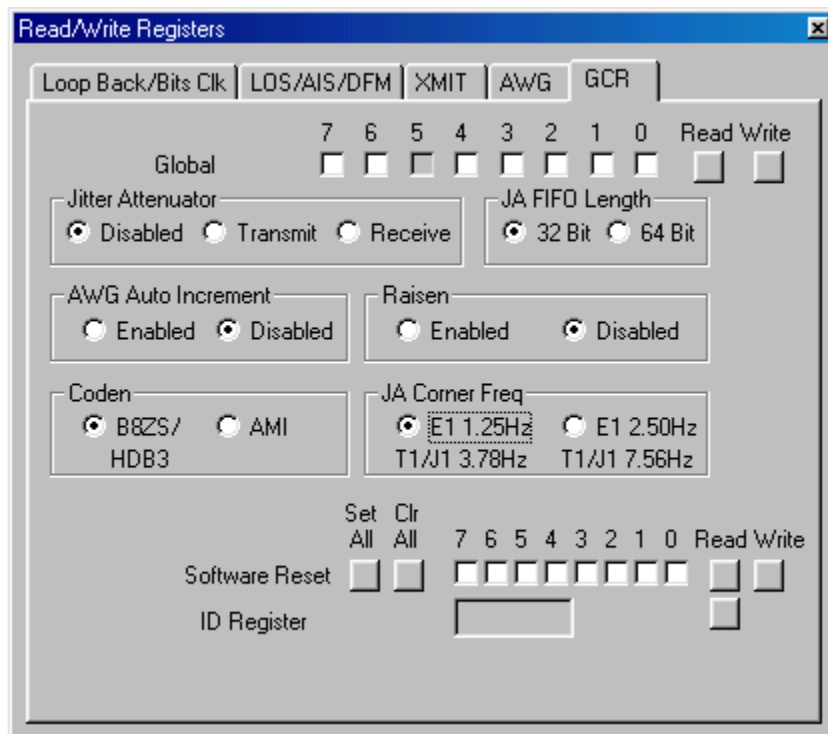 Read/Write Registers
Loop Back/Bits Clk LOS/AIS/DFM XMIT AWG GCR
7 6 5 4 3 2 1 0 Read Write
Global
Jitter Attenuator JA FIFO Length
Disabled Transmit Receive 32 Bit 64 Bit
AWG Auto Increment Raisen
Enabled Disabled Enabled Disabled
Coden JA Corner Freq
B8ZS/ AMI E1 1.25Hz E1 2.50Hz
HDB3 T1/J1 3.78Hz T1/J1 7.56Hz
Set Clr
All All 7 6 5 4 3 2 1 0 Read Write
Software Reset
ID Register